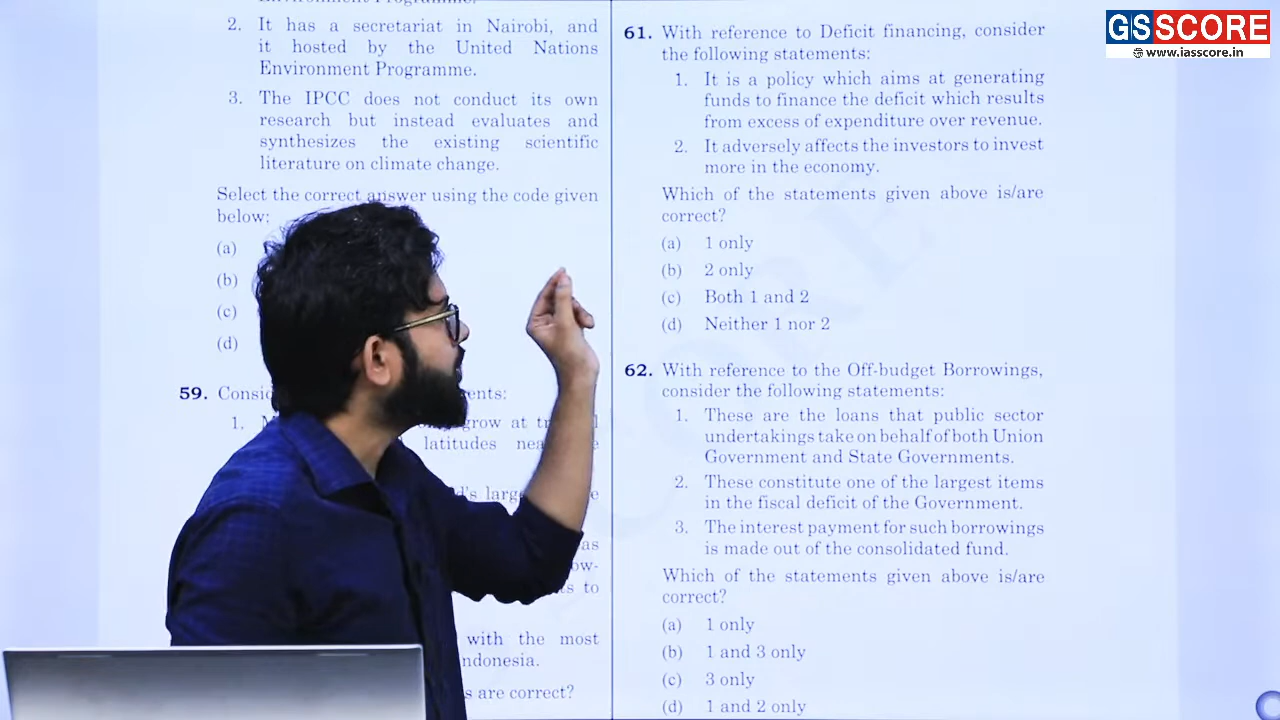 Environment Programme.
2. It has a secretariat in Nairobi, and
it hosted by the United Nations
Environment Programme.
3. The IPCC does not conduct its own
research but instead evaluates and
synthesizes the existing scientific
literature on climate change.
Select the correct answer using the code given
below:
(a)
(b)
(c)
(d)
59. Consi ents:
1. grow at
latitudes
larg
as
to
with the most
ndonesia.
s are correct?
61. With reference to Deficit financing, consider
the following statements:
1. It is a policy which aims at generating
funds to finance the deficit which results
from excess of expenditure over revenue.
2. It adversely affects the investors to invest
more in the economy.
Which of the statements given above is/are
correct?
(a) 1 only
(b) 2 only
(c) Both 1 and 2
(d) Neither 1 nor 2
62. With reference to the Off-budget Borrowings,
consider the following statements:
1. These are the loans that public sector
undertakings take on behalf of both Union
Government and State Governments.
2. These constitute one of the largest items
in the fiscal deficit of the Government.
3. The interest payment for such borrowings
is made out of the consolidated fund.
Which of the statements given above is/are
correct?
(a) 1 only
(b) 1 and 3 only
(c) 3 only
(d) 1 and 2 only
GSSCORE
www.iasscore.in